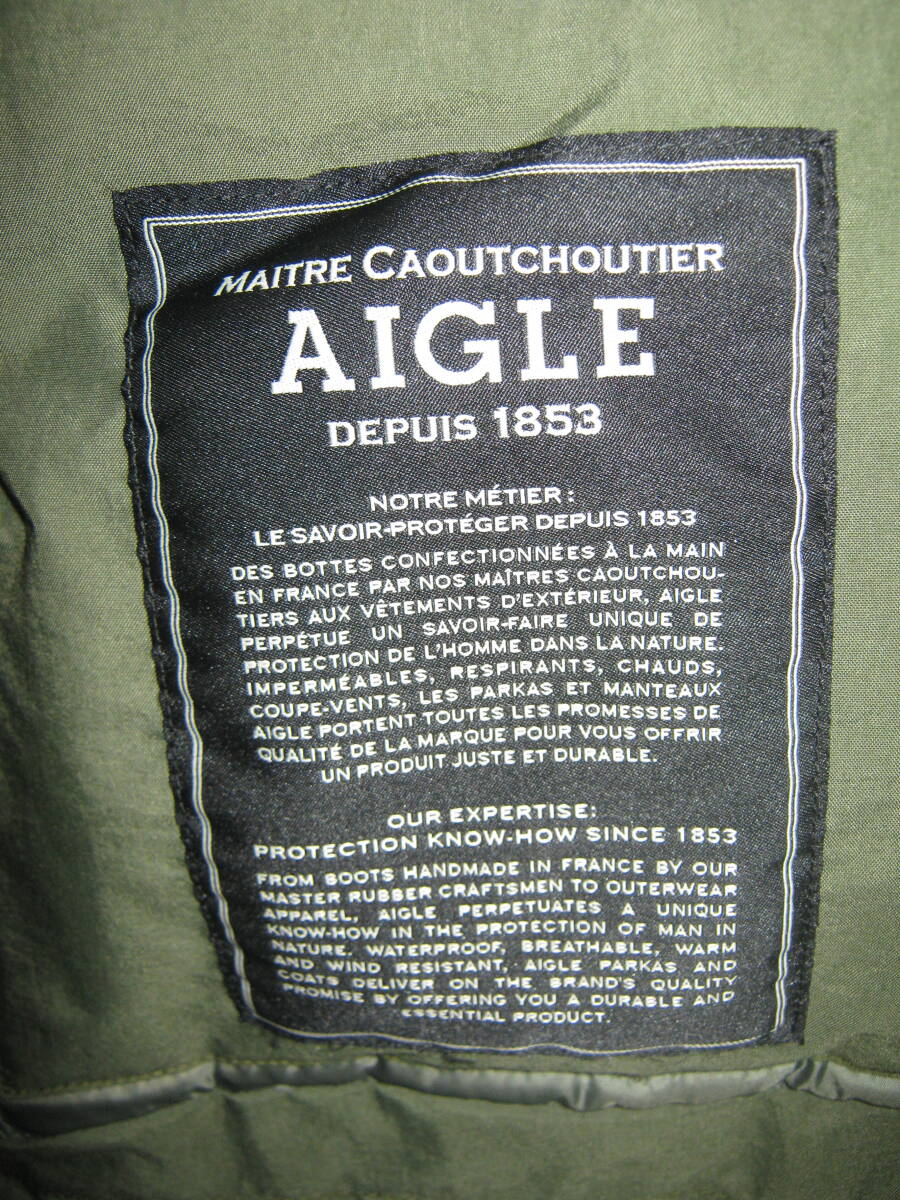 MAITRE CAOUTCHOUTIER
AIGLE
DEPUIS 1853
NOTRE MÉTIER :
LE SAVOIR-PROTÉGER DEPUIS 1853
DES BOTTES CONFECTIONNÉES À LA MAIN
EN FRANCE PAR NOS MAÎTRES CAOUTCHOU-
TIERS AUX VÊTEMENTS D'EXTÉRIEUR, AIGLE
PERPÉTUE UN SAVOIR-FAIRE UNIQUE DE
PROTECTION DE L'HOMME DANS LA NATURE.
IMPERMÉABLES, RESPIRANTS, CHAUDS,
COUPE-VENTS, LES PARKAS ET MANTEAUX
AIGLE PORTENT TOUTES LES PROMESSES DE
QUALITÉ DE LA MARQUE POUR VOUS OFFRIR
UN PRODUIT JUSTE ET DURABLE.
OUR EXPERTISE:
PROTECTION KNOW-HOW SINCE 1853
FROM BOOTS HANDMADE IN FRANCE BY OUR
MASTER RUBBER CRAFTSMEN TO OUTERWEAR
APPAREL, AIGLE PERPETUATES A UNIQUE
KNOW-HOW IN THE PROTECTION OF MAN IN
NATURE. WATERPROOF, BREATHABLE, WARM
AND WIND RESISTANT, AIGLE PARKAS AND
COATS DELIVER ON THE BRAND'S QUALITY
PROMISE BY OFFERING YOU A DURABLE AND
ESSENTIAL PRODUCT.